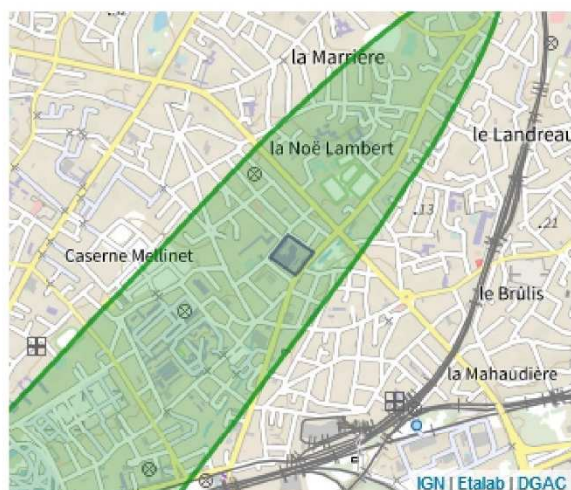 la Marrière
la Noë Lambert
le Landreau
.13
.21
Caserne Mellinet
le Brûlis
la Mahaudière
IGN | Etalab | DGAC